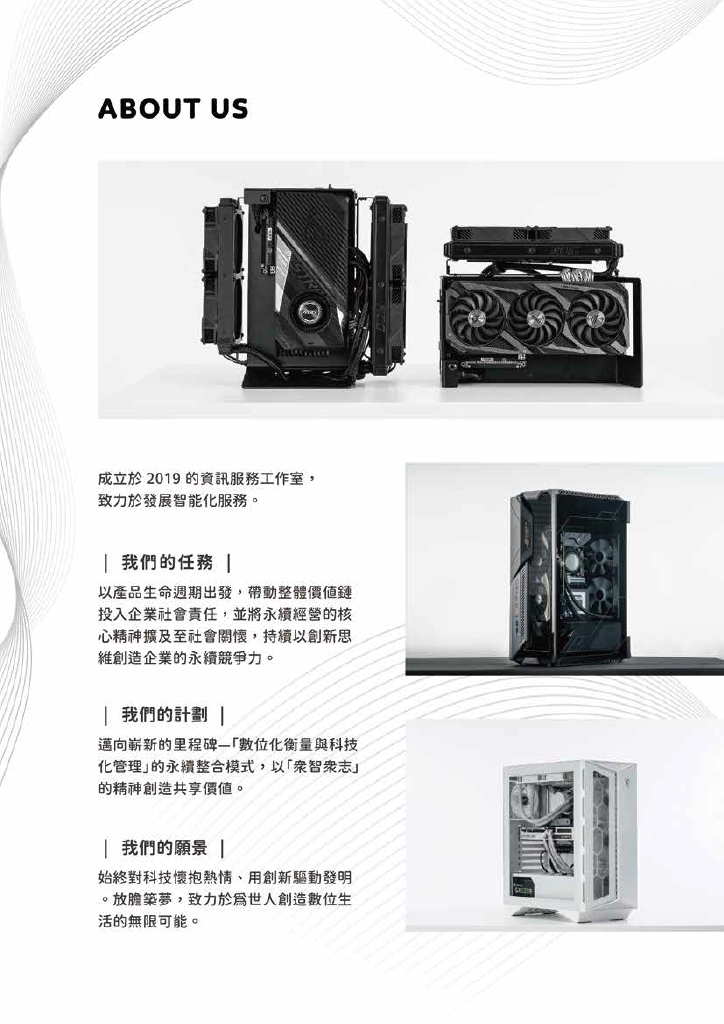 ABOUT US
成立於 2019 的資訊服務工作室，
致力於發展智能化服務。
｜ 我們的任務 ｜
以產品生命週期出發，帶動整體價值鏈
投入企業社會責任，並將永續經營的核
心精神擴及至社會關懷，持續以創新思
維創造企業的永續競爭力。
｜ 我們的計劃 ｜
邁向嶄新的里程碑—「數位化衡量與科技
化管理」的永續整合模式，以「衆智衆志」
的精神創造共享價值。
｜ 我們的願景 ｜
始終對科技懷抱熱情、用創新驅動發明
。放膽築夢，致力於爲世人創造數位生
活的無限可能。